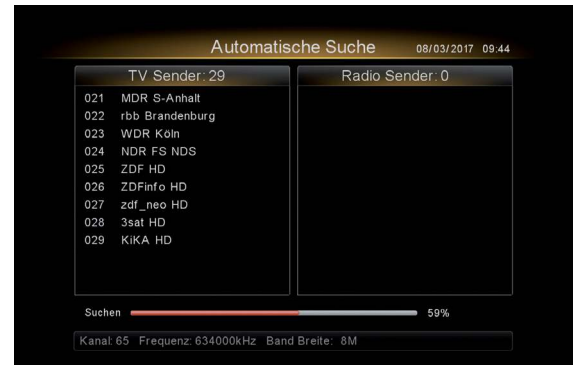 Automatische Suche 08/03/2017 09:44
TV Sender: 29
Radio Sender: 0
021 MDR S-Anhalt
022 rbb Brandenburg
023 WDR Köln
024 NDR FS NDS
025 ZDF HD
026 ZDFinfo HD
027 zdf_neo HD
028 3sat HD
029 KiKA HD
Suchen 59%
Kanal: 65 Frequenz: 634000kHz Band Breite: 8M